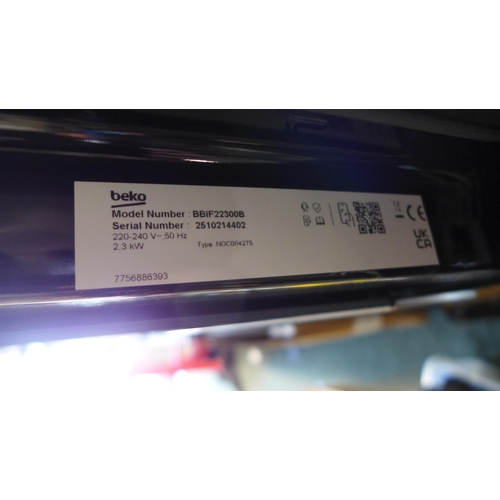 beko
Model Number : BBIF22300B
Serial Number : 2510214402
220-240 V~,50 Hz
2,3 kW
Type NOC004275
7756886393
CE
UK
CA